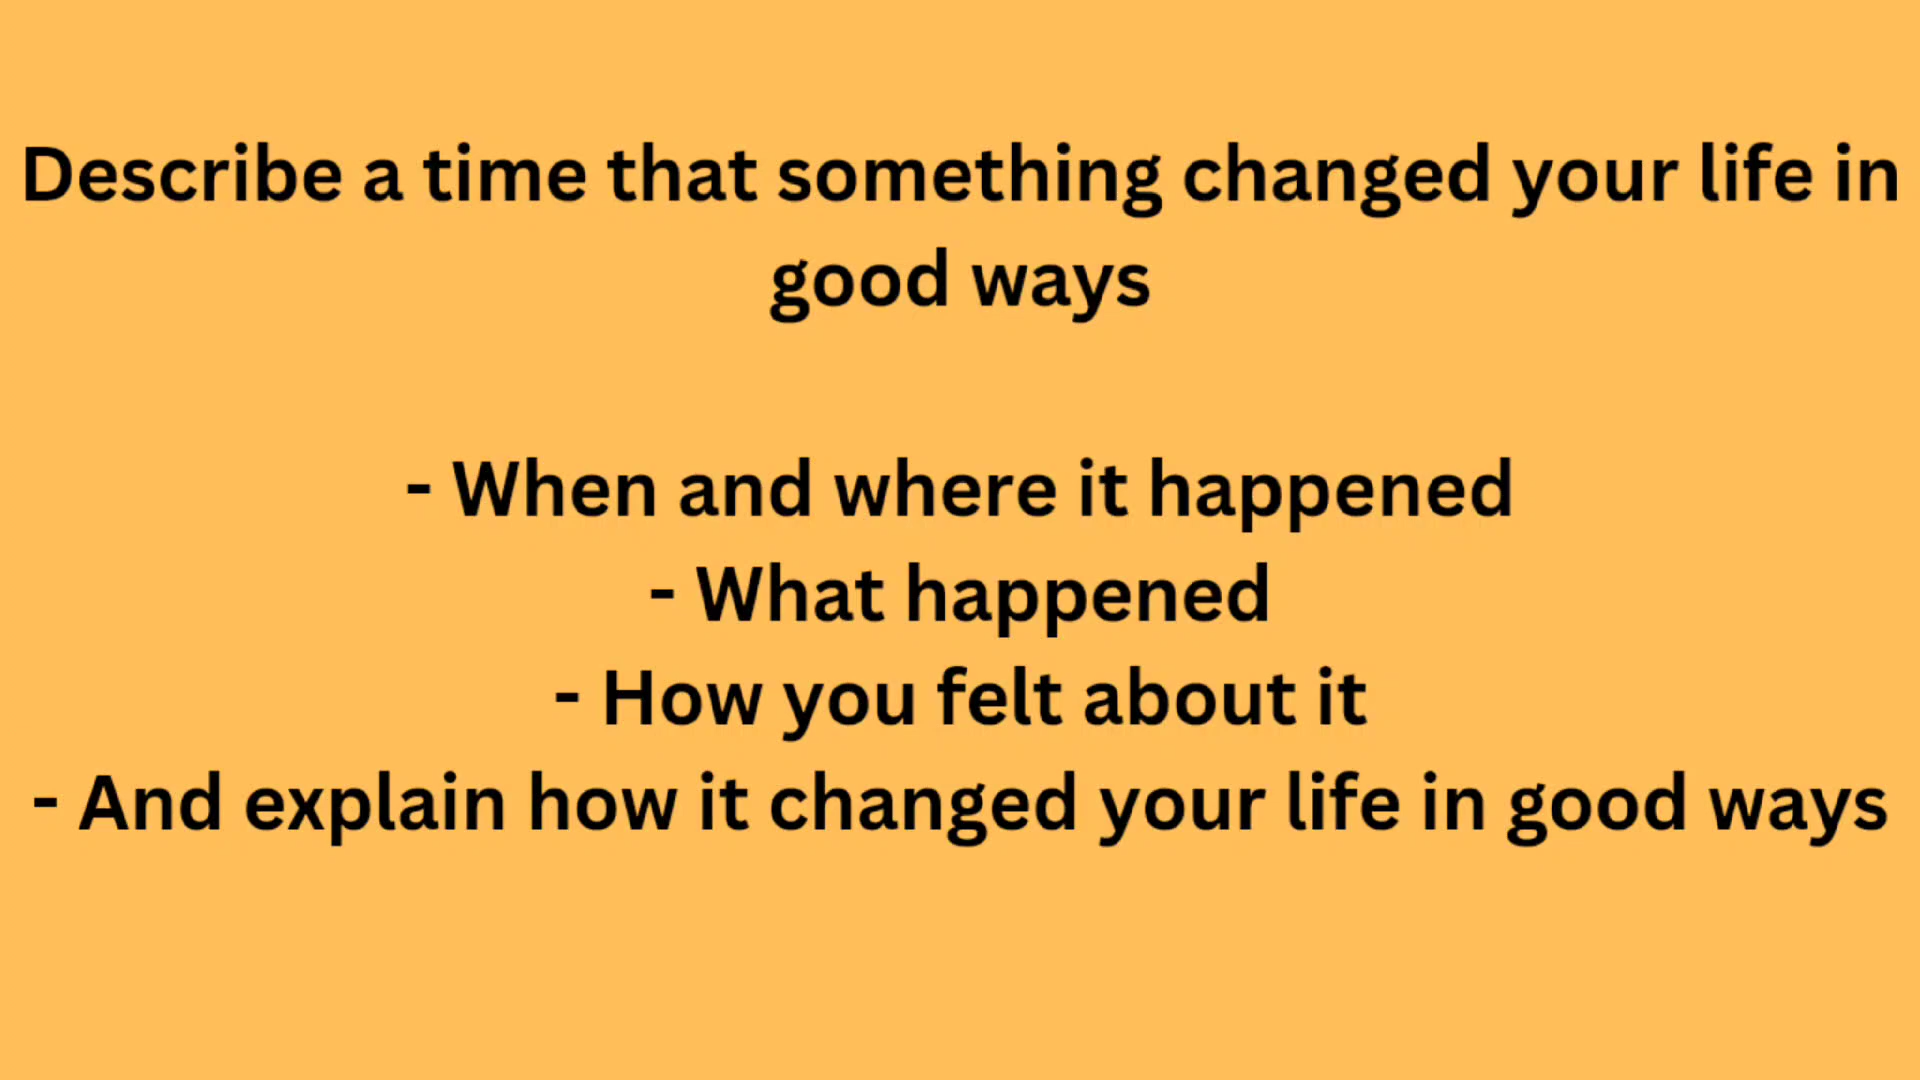 Describe a time that something changed your life in
good ways
- When and where it happened
- What happened
- How you felt about it
- And explain how it changed your life in good ways